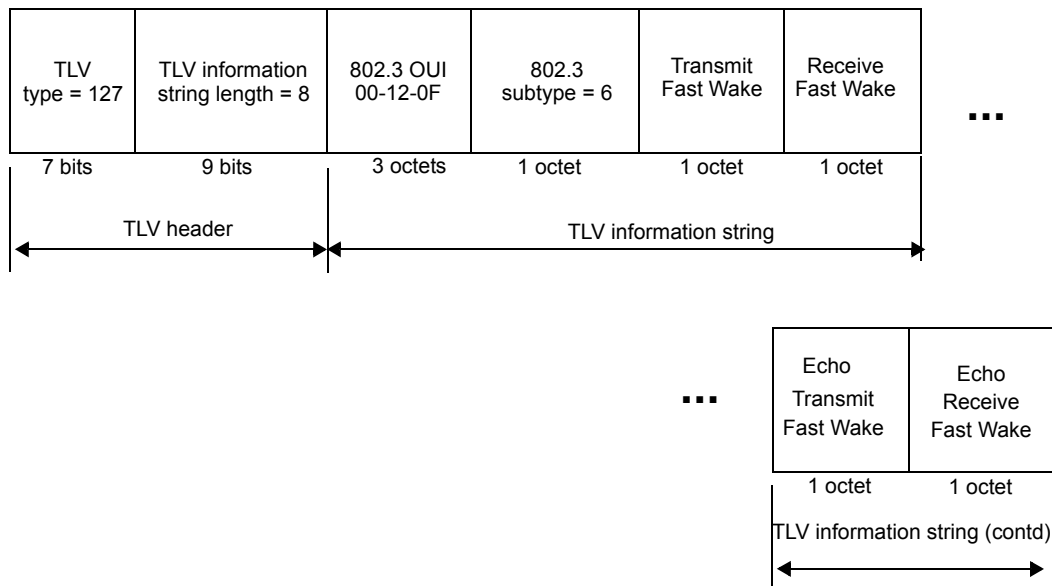 TLV
type = 127
TLV information
string length = 8
802.3 OUI
00-12-0F
802.3
subtype = 6
Transmit
Fast Wake
Receive
Fast Wake
...
7 bits
9 bits
3 octets
1 octet
1 octet
1 octet
TLV header
TLV information string
...
Echo
Transmit
Fast Wake
Echo
Receive
Fast Wake
1 octet
1 octet
TLV information string (contd)